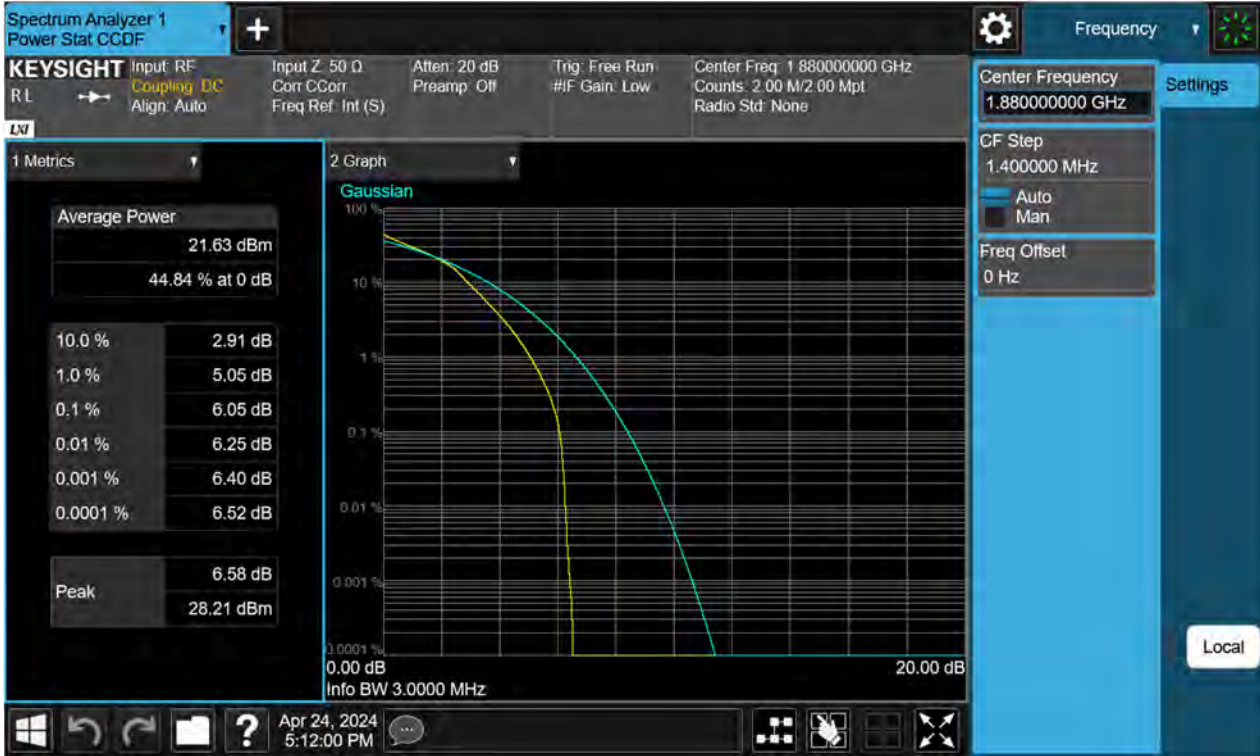 Spectrum Analyzer 1
Power Stat CCDF
+
Frequency
KEYSIGHT
R L
LXI
Input: RF
Coupling: DC
Align: Auto
Input Z: 50 Ω
Corr CCorr
Freq Ref: Int (S)
Atten: 20 dB
Preamp: Off
Trig: Free Run
#IF Gain: Low
Center Freq: 1.880000000 GHz
Counts: 2.00 M/2.00 Mpt
Radio Std: None
Center Frequency
1.880000000 GHz
Settings
CF Step
1.400000 MHz
Auto
Man
Freq Offset
0 Hz
1 Metrics
Average Power
21.63 dBm
44.84 % at 0 dB
10.0 % 2.91 dB
1.0 % 5.05 dB
0.1 % 6.05 dB
0.01 % 6.25 dB
0.001 % 6.40 dB
0.0001 % 6.52 dB
Peak
6.58 dB
28.21 dBm
2 Graph
Gaussian
100 %
10 %
1 %
0.1 %
0.01 %
0.001 %
0.0001 %
0.00 dB 20.00 dB
Info BW 3.0000 MHz
Local
?
Apr 24, 2024
5:12:00 PM